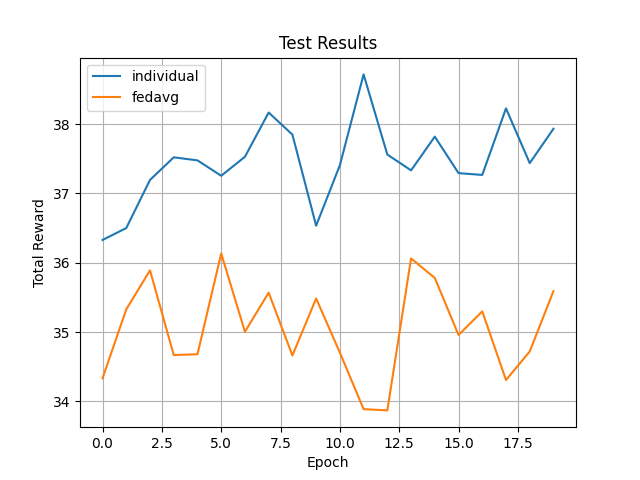 Test Results
individual
fedavg
Total Reward
38
37
36
35
34
0.0 2.5 5.0 7.5 10.0 12.5 15.0 17.5
Epoch